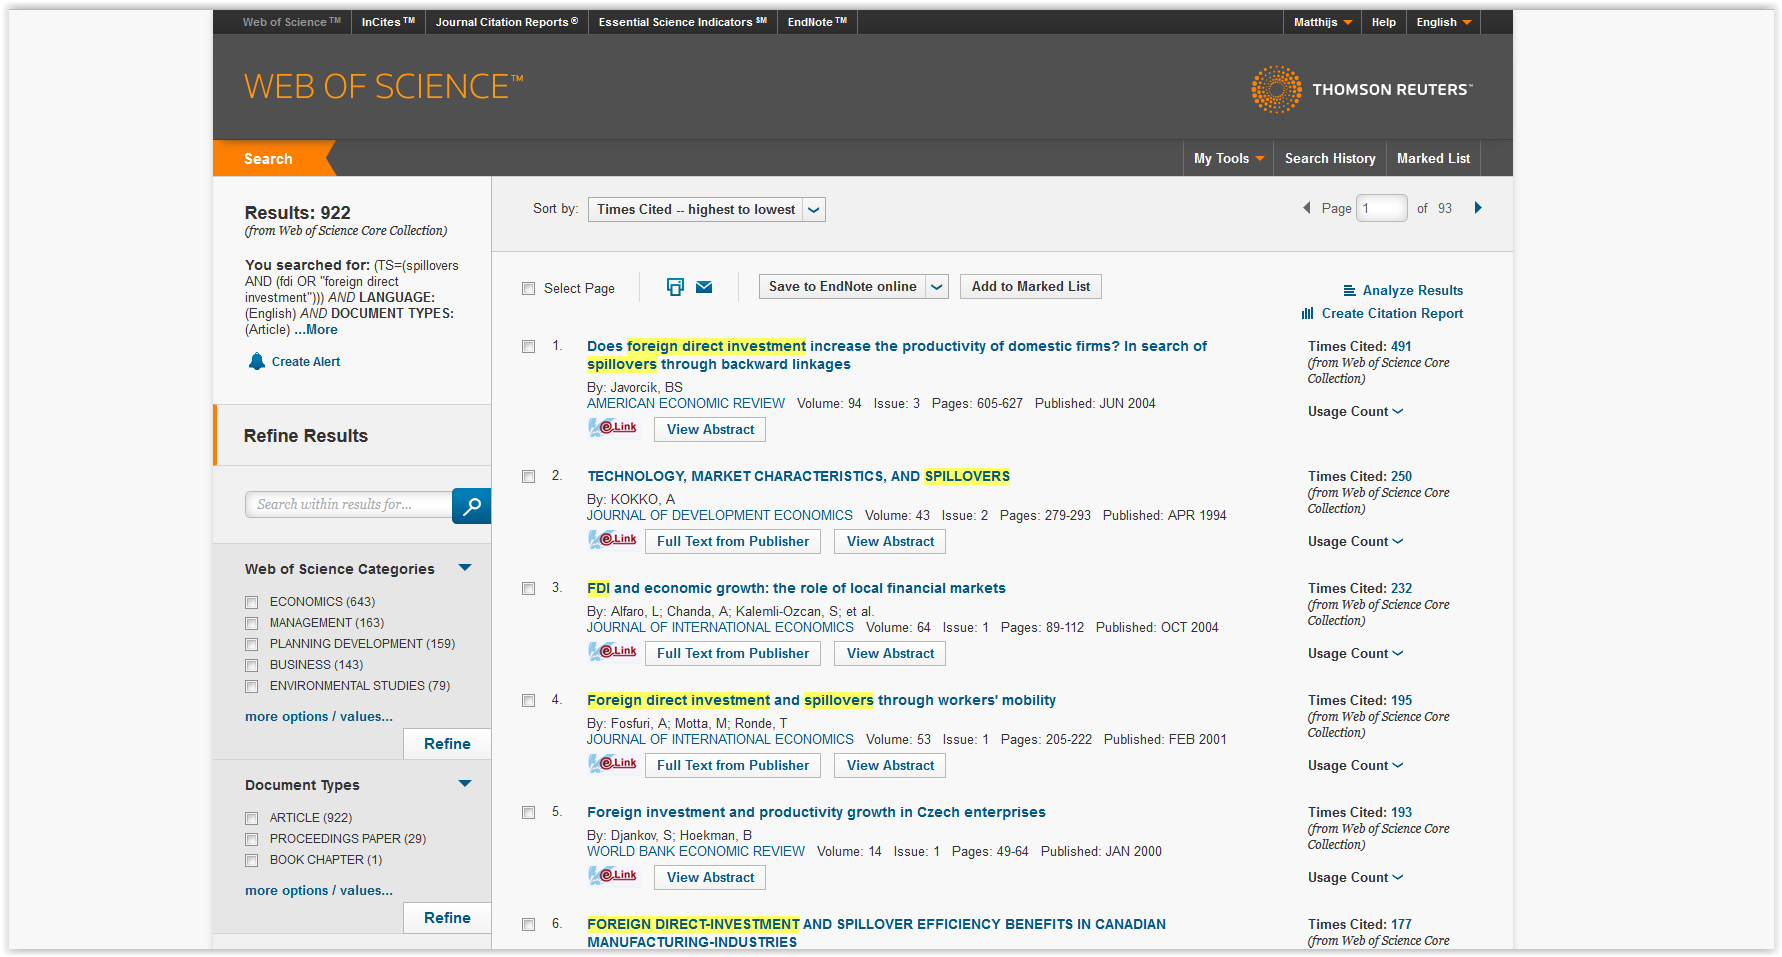 Web of Science™ InCites™ Journal Citation Reports® Essential Science Indicators℠ EndNote™ Matthijs Help English
WEB OF SCIENCE™
THOMSON REUTERS™
Search My Tools Search History Marked List
Results: 922
(from Web of Science Core Collection)
You searched for: (TS=(spillovers
AND (fdi OR "foreign direct
investment"))) AND LANGUAGE:
(English) AND DOCUMENT TYPES:
(Article) ...More
Create Alert
Refine Results
Search within results for...
Web of Science Categories
ECONOMICS (643)
MANAGEMENT (163)
PLANNING DEVELOPMENT (159)
BUSINESS (143)
ENVIRONMENTAL STUDIES (79)
more options / values...
Refine
Document Types
ARTICLE (922)
PROCEEDINGS PAPER (29)
BOOK CHAPTER (1)
more options / values...
Refine
Sort by: Times Cited -- highest to lowest Page 1 of 93
Select Page Save to EndNote online Add to Marked List
Analyze Results
Create Citation Report
1. Does foreign direct investment increase the productivity of domestic firms? In search of
spillovers through backward linkages
By: Javorcik, BS
AMERICAN ECONOMIC REVIEW Volume: 94 Issue: 3 Pages: 605-627 Published: JUN 2004
e-Link View Abstract
Times Cited: 491
(from Web of Science Core
Collection)
Usage Count
2. TECHNOLOGY, MARKET CHARACTERISTICS, AND SPILLOVERS
By: KOKKO, A
JOURNAL OF DEVELOPMENT ECONOMICS Volume: 43 Issue: 2 Pages: 279-293 Published: APR 1994
e-Link Full Text from Publisher View Abstract
Times Cited: 250
(from Web of Science Core
Collection)
Usage Count
3. FDI and economic growth: the role of local financial markets
By: Alfaro, L; Chanda, A; Kalemli-Ozcan, S; et al.
JOURNAL OF INTERNATIONAL ECONOMICS Volume: 64 Issue: 1 Pages: 89-112 Published: OCT 2004
e-Link Full Text from Publisher View Abstract
Times Cited: 232
(from Web of Science Core
Collection)
Usage Count
4. Foreign direct investment and spillovers through workers' mobility
By: Fosfuri, A; Motta, M; Ronde, T
JOURNAL OF INTERNATIONAL ECONOMICS Volume: 53 Issue: 1 Pages: 205-222 Published: FEB 2001
e-Link Full Text from Publisher View Abstract
Times Cited: 195
(from Web of Science Core
Collection)
Usage Count
5. Foreign investment and productivity growth in Czech enterprises
By: Djankov, S; Hoekman, B
WORLD BANK ECONOMIC REVIEW Volume: 14 Issue: 1 Pages: 49-64 Published: JAN 2000
e-Link View Abstract
Times Cited: 193
(from Web of Science Core
Collection)
Usage Count
6. FOREIGN DIRECT-INVESTMENT AND SPILLOVER EFFICIENCY BENEFITS IN CANADIAN
MANUFACTURING-INDUSTRIES
Times Cited: 177
(from Web of Science Core